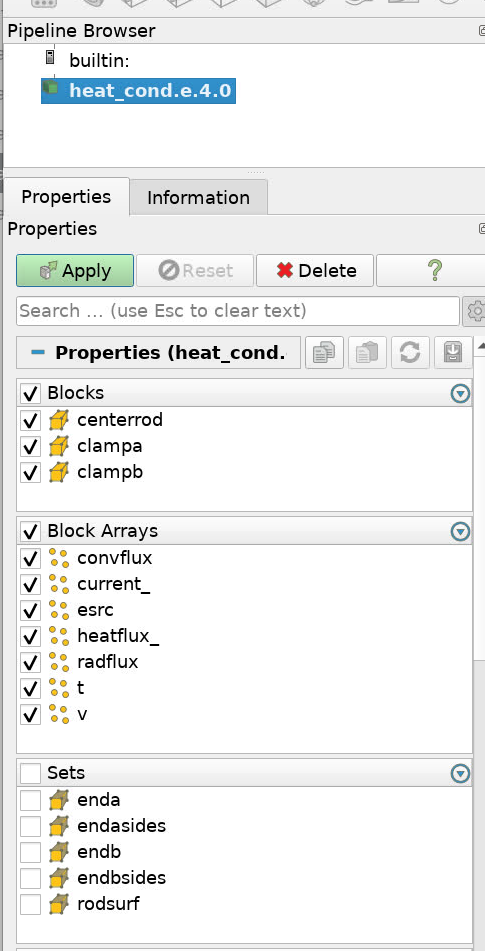 Pipeline Browser
builtin:
heat_cond.e.4.0
Properties Information
Properties
Apply Reset Delete ?
Search ... (use Esc to clear text)
Properties (heat_cond.
Blocks
centerrod
clampa
clampb
Block Arrays
convflux
current_
esrc
heatflux_
radflux
t
v
Sets
enda
endasides
endb
endbsides
rodsurf